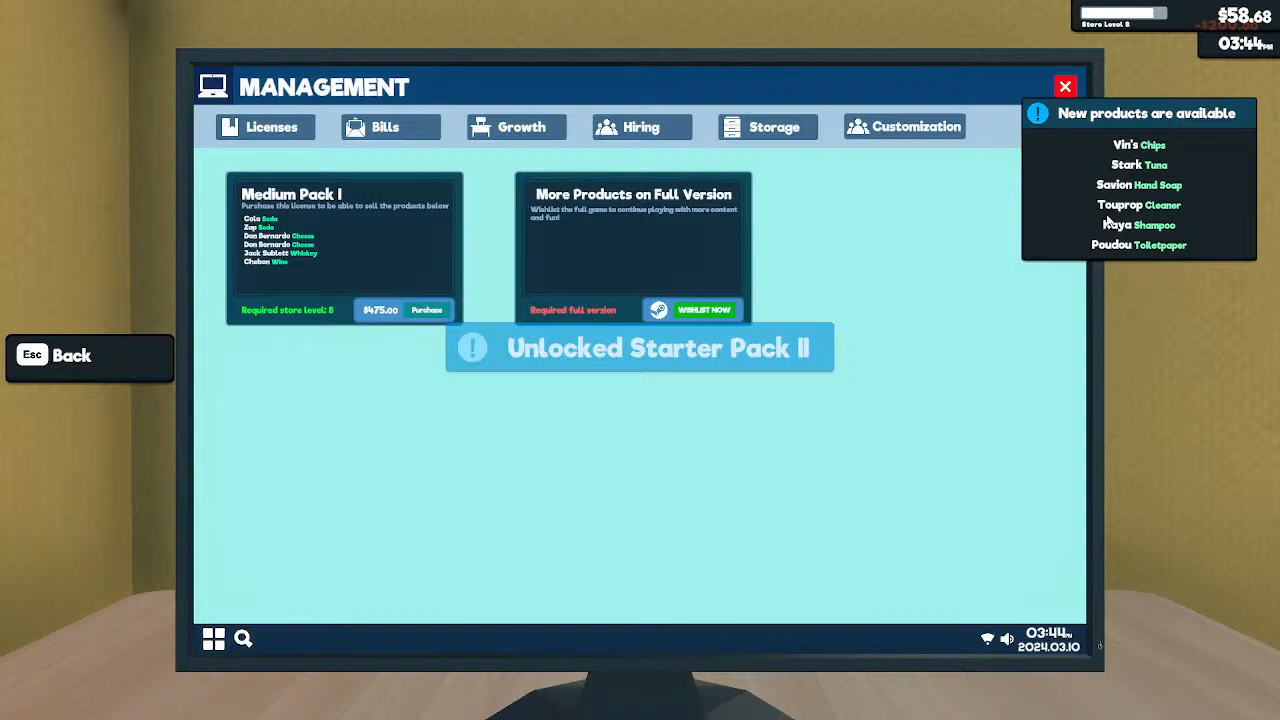 $58.68
Store Level 8
03:44PM
MANAGEMENT
Licenses
Bills
Growth
Hiring
Storage
Customization
New products are available
Vin's Chips
Stark Tuna
Savion Hand Soap
Touprop Cleaner
Kaya Shampoo
Poudou Toiletpaper
Medium Pack I
Purchase this license to be able to sell the products below
Cola Soda
Zap Soda
Don Bernardo Cheese
Don Bernardo Cheese
Jack Sublett Whiskey
Chebon Wine
Required store level: 8
$475.00
Purchase
More Products on Full Version
Wishlist the full game to continue playing with more content
and fun!
Required full version
WISHLIST NOW
Unlocked Starter Pack II
Esc Back
03:44PM
2024.03.10